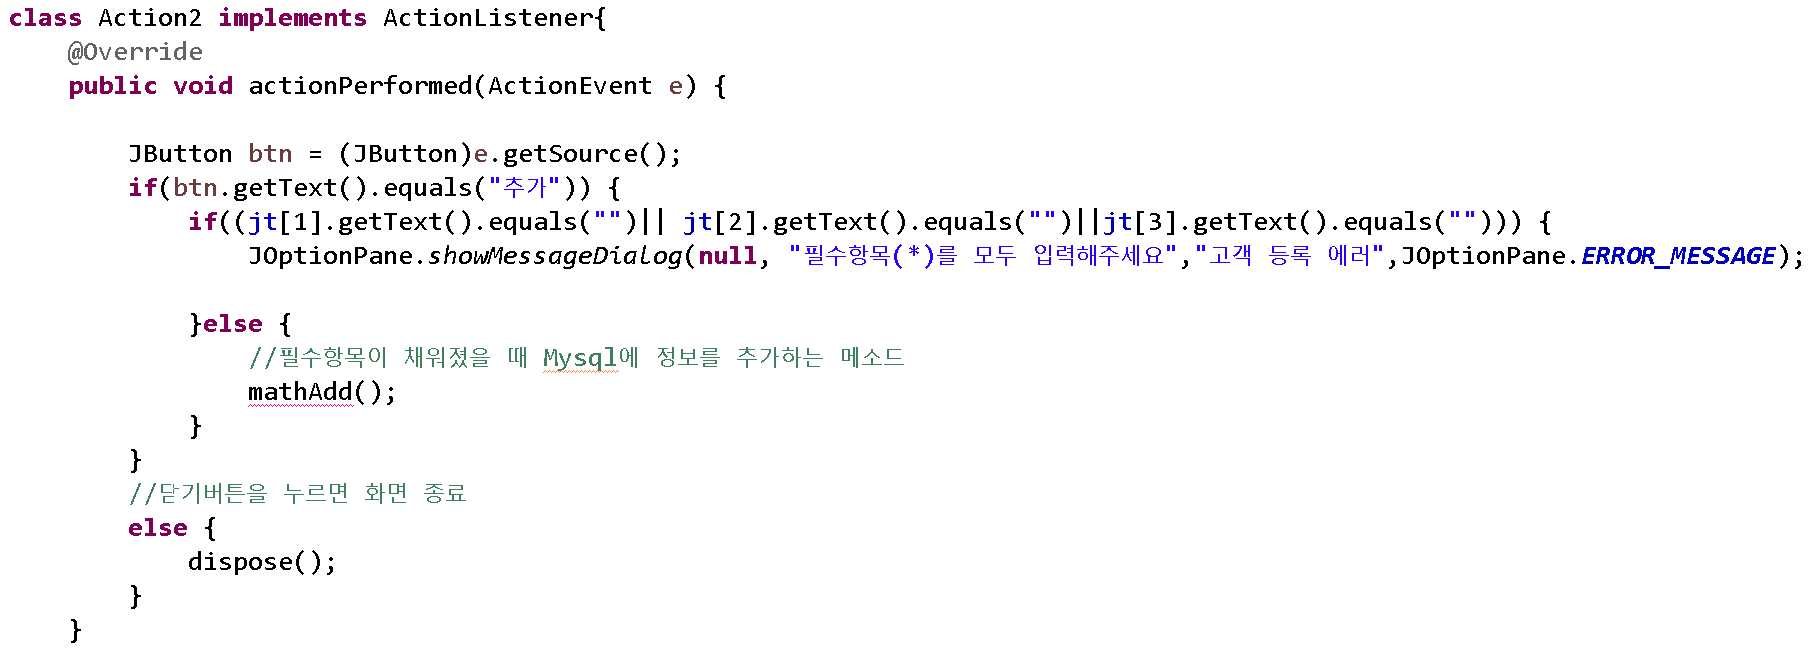 class Action2 implements ActionListener{
@Override
public void actionPerformed(ActionEvent e) {
JButton btn = (JButton)e.getSource();
if(btn.getText().equals("추가")) {
if((jt[1].getText().equals("")|| jt[2].getText().equals("")||jt[3].getText().equals(""))) {
JOptionPane.showMessageDialog(null, "필수항목(*)를 모두 입력해주세요","고객 등록 에러",JOptionPane.ERROR_MESSAGE);
}else {
//필수항목이 채워졌을 때 Mysql에 정보를 추가하는 메소드
mathAdd();
}
}
//닫기버튼을 누르면 화면 종료
else {
dispose();
}
}